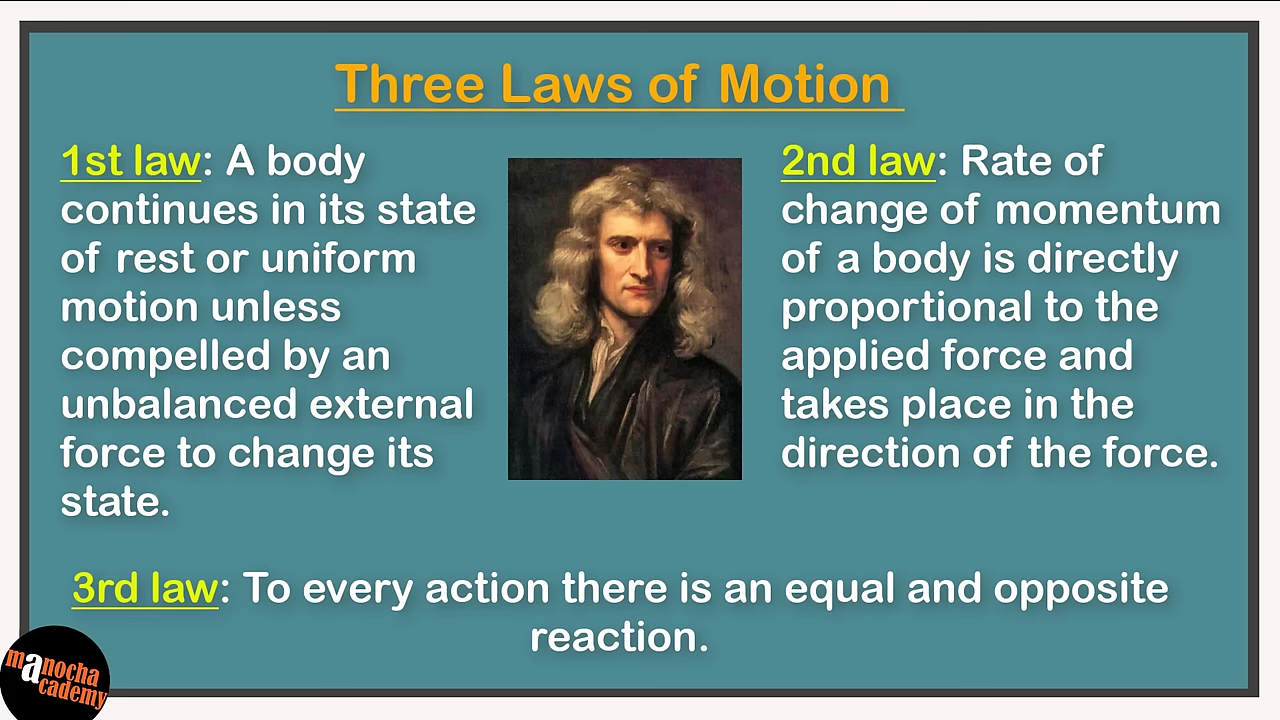 Three Laws of Motion
1st law: A body
continues in its state
of rest or uniform
motion unless
compelled by an
unbalanced external
force to change its
state.
2nd law: Rate of
change of momentum
of a body is directly
proportional to the
applied force and
takes place in the
direction of the force.
3rd law: To every action there is an equal and opposite
reaction.
manocha
academy